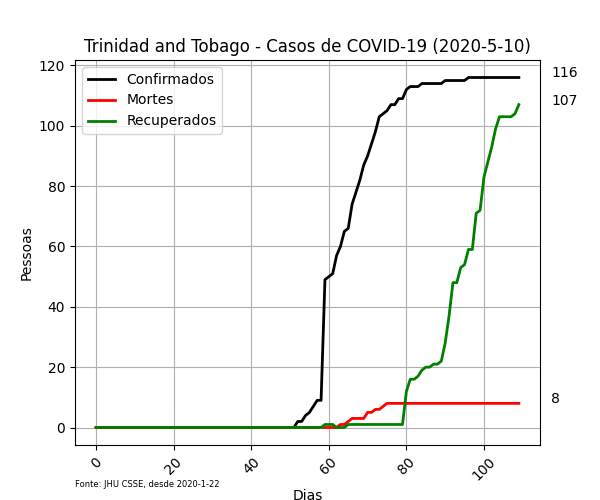 Trinidad and Tobago - Casos de COVID-19 (2020-5-10)
Confirmados
Mortes
Recuperados
120
100
80
60
40
20
0
Pessoas
116
107
8
0
20
40
60
80
100
Fonte: JHU CSSE, desde 2020-1-22
Dias